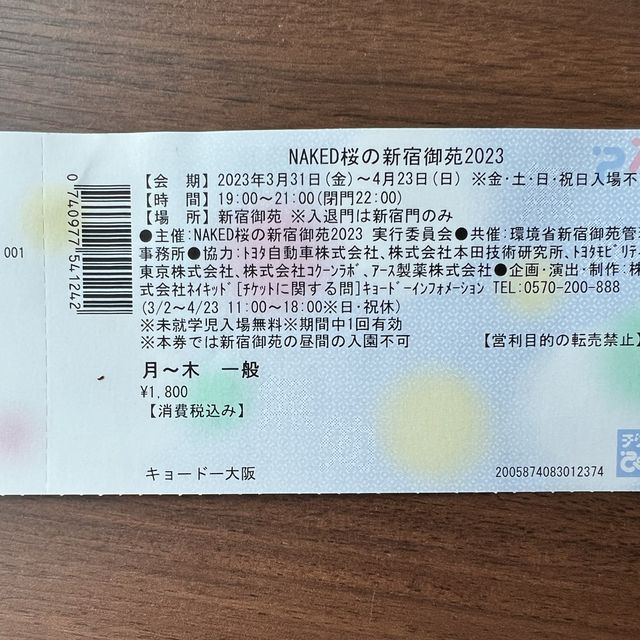 NAKED桜の新宿御苑2023
【会　期】2023年3月31日(金)〜4月23日(日) ※金・土・日・祝日入場不
【時　間】19:00〜21:00(閉門22:00)
【場　所】新宿御苑 ※入退門は新宿門のみ
●主催:NAKED桜の新宿御苑2023 実行委員会●共催:環境省新宿御苑管理
事務所●協力:トヨタ自動車株式会社、株式会社本田技術研究所、トヨタモビリティ
東京株式会社、株式会社コクーンラボ、アース製薬株式会社●企画・演出・制作:株
式会社ネイキッド[チケットに関する問]キョードーインフォメーション TEL:0570-200-888
(3/2〜4/23 11:00〜18:00※日・祝休)
※未就学児入場無料※期間中1回有効
※本券では新宿御苑の昼間の入園不可
【営利目的の転売禁止】
月〜木　一般
¥1,800
【消費税込み】
キョードー大阪
2005874083012374
001
0740977541242